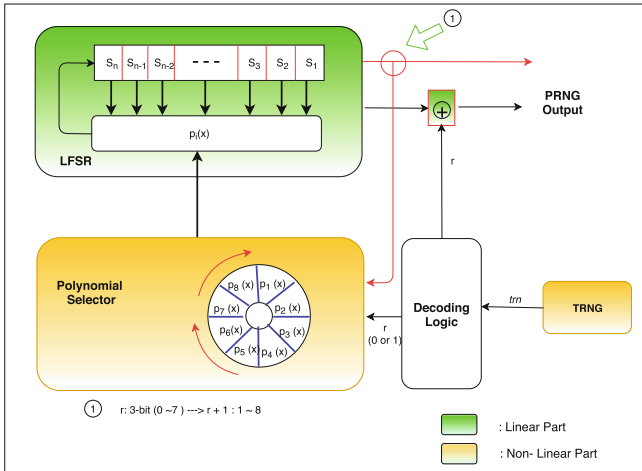 1
Sn Sn-1 Sn-2 --- S3 S2 S1
PRNG
Output
pi(x)
LFSR
r
Polynomial
Selector
p8 (x) p1 (x)
p7 (x) p2 (x)
p6(x) p3 (x)
p5 (x) p4 (x)
Decoding
Logic
trn
TRNG
r
(0 or 1)
1 r: 3-bit (0 ~7 ) ---> r + 1 : 1 ~ 8
: Linear Part
: Non- Linear Part